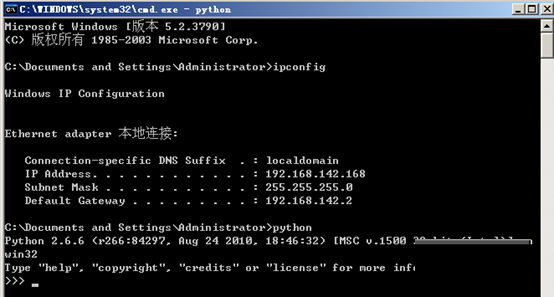 C:\WINDOWS\system32\cmd.exe - python
Microsoft Windows [版本 5.2.3790]
(C) 版权所有 1985-2003 Microsoft Corp.
C:\Documents and Settings\Administrator>ipconfig
Windows IP Configuration
Ethernet adapter 本地连接:
Connection-specific DNS Suffix  . : localdomain
IP Address. . . . . . . . . . . . : 192.168.142.168
Subnet Mask . . . . . . . . . . . : 255.255.255.0
Default Gateway . . . . . . . . . : 192.168.142.2
C:\Documents and Settings\Administrator>python
Python 2.6.6 (r266:84297, Aug 24 2010, 18:46:32) [MSC v.1500
win32
Type "help", "copyright", "credits" or "license" for more
>>>